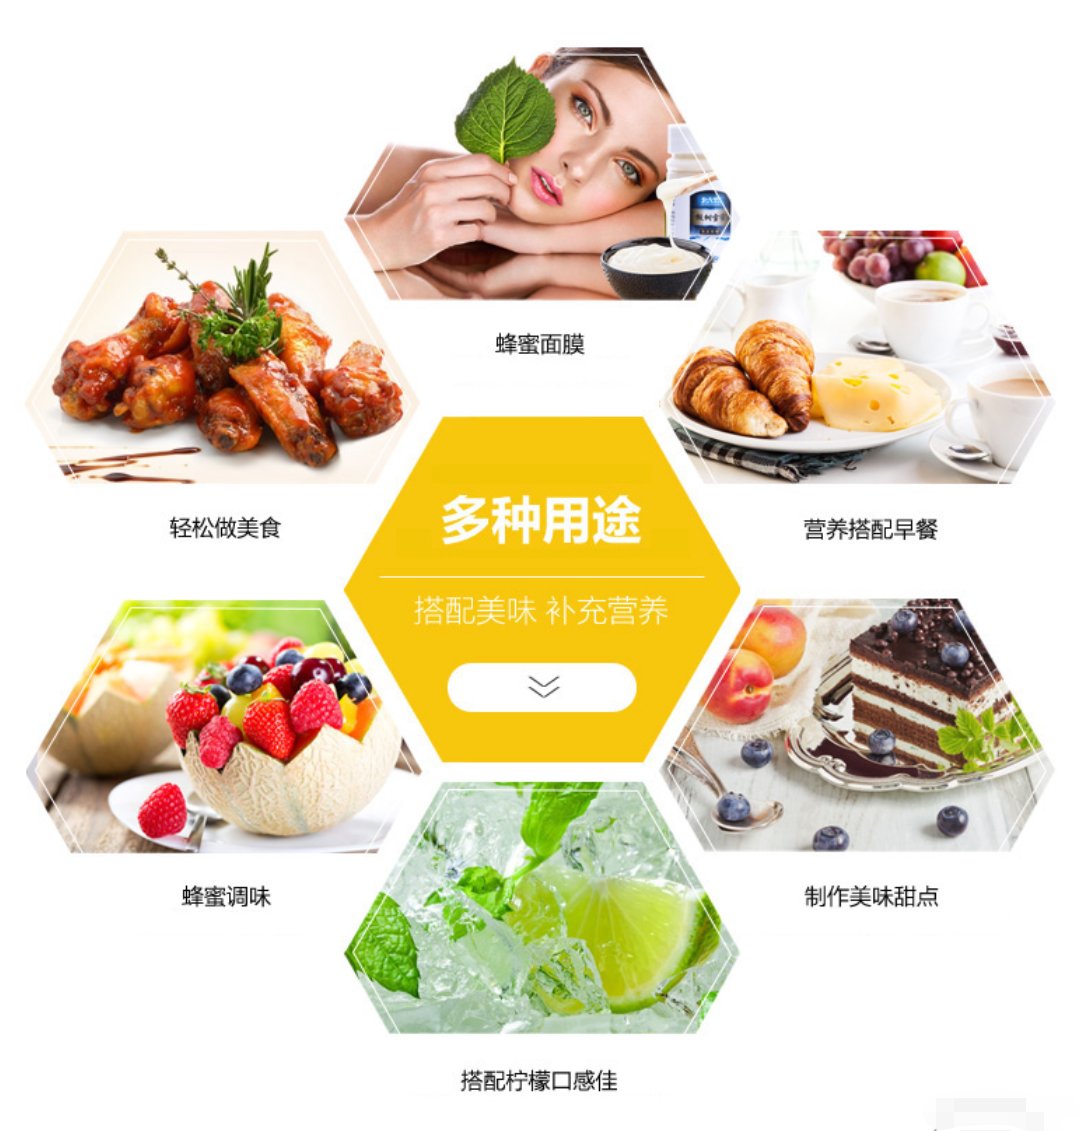 蜂蜜面膜
轻松做美食
营养搭配早餐
多种用途
搭配美味 补充营养
蜂蜜调味
制作美味甜点
搭配柠檬口感佳